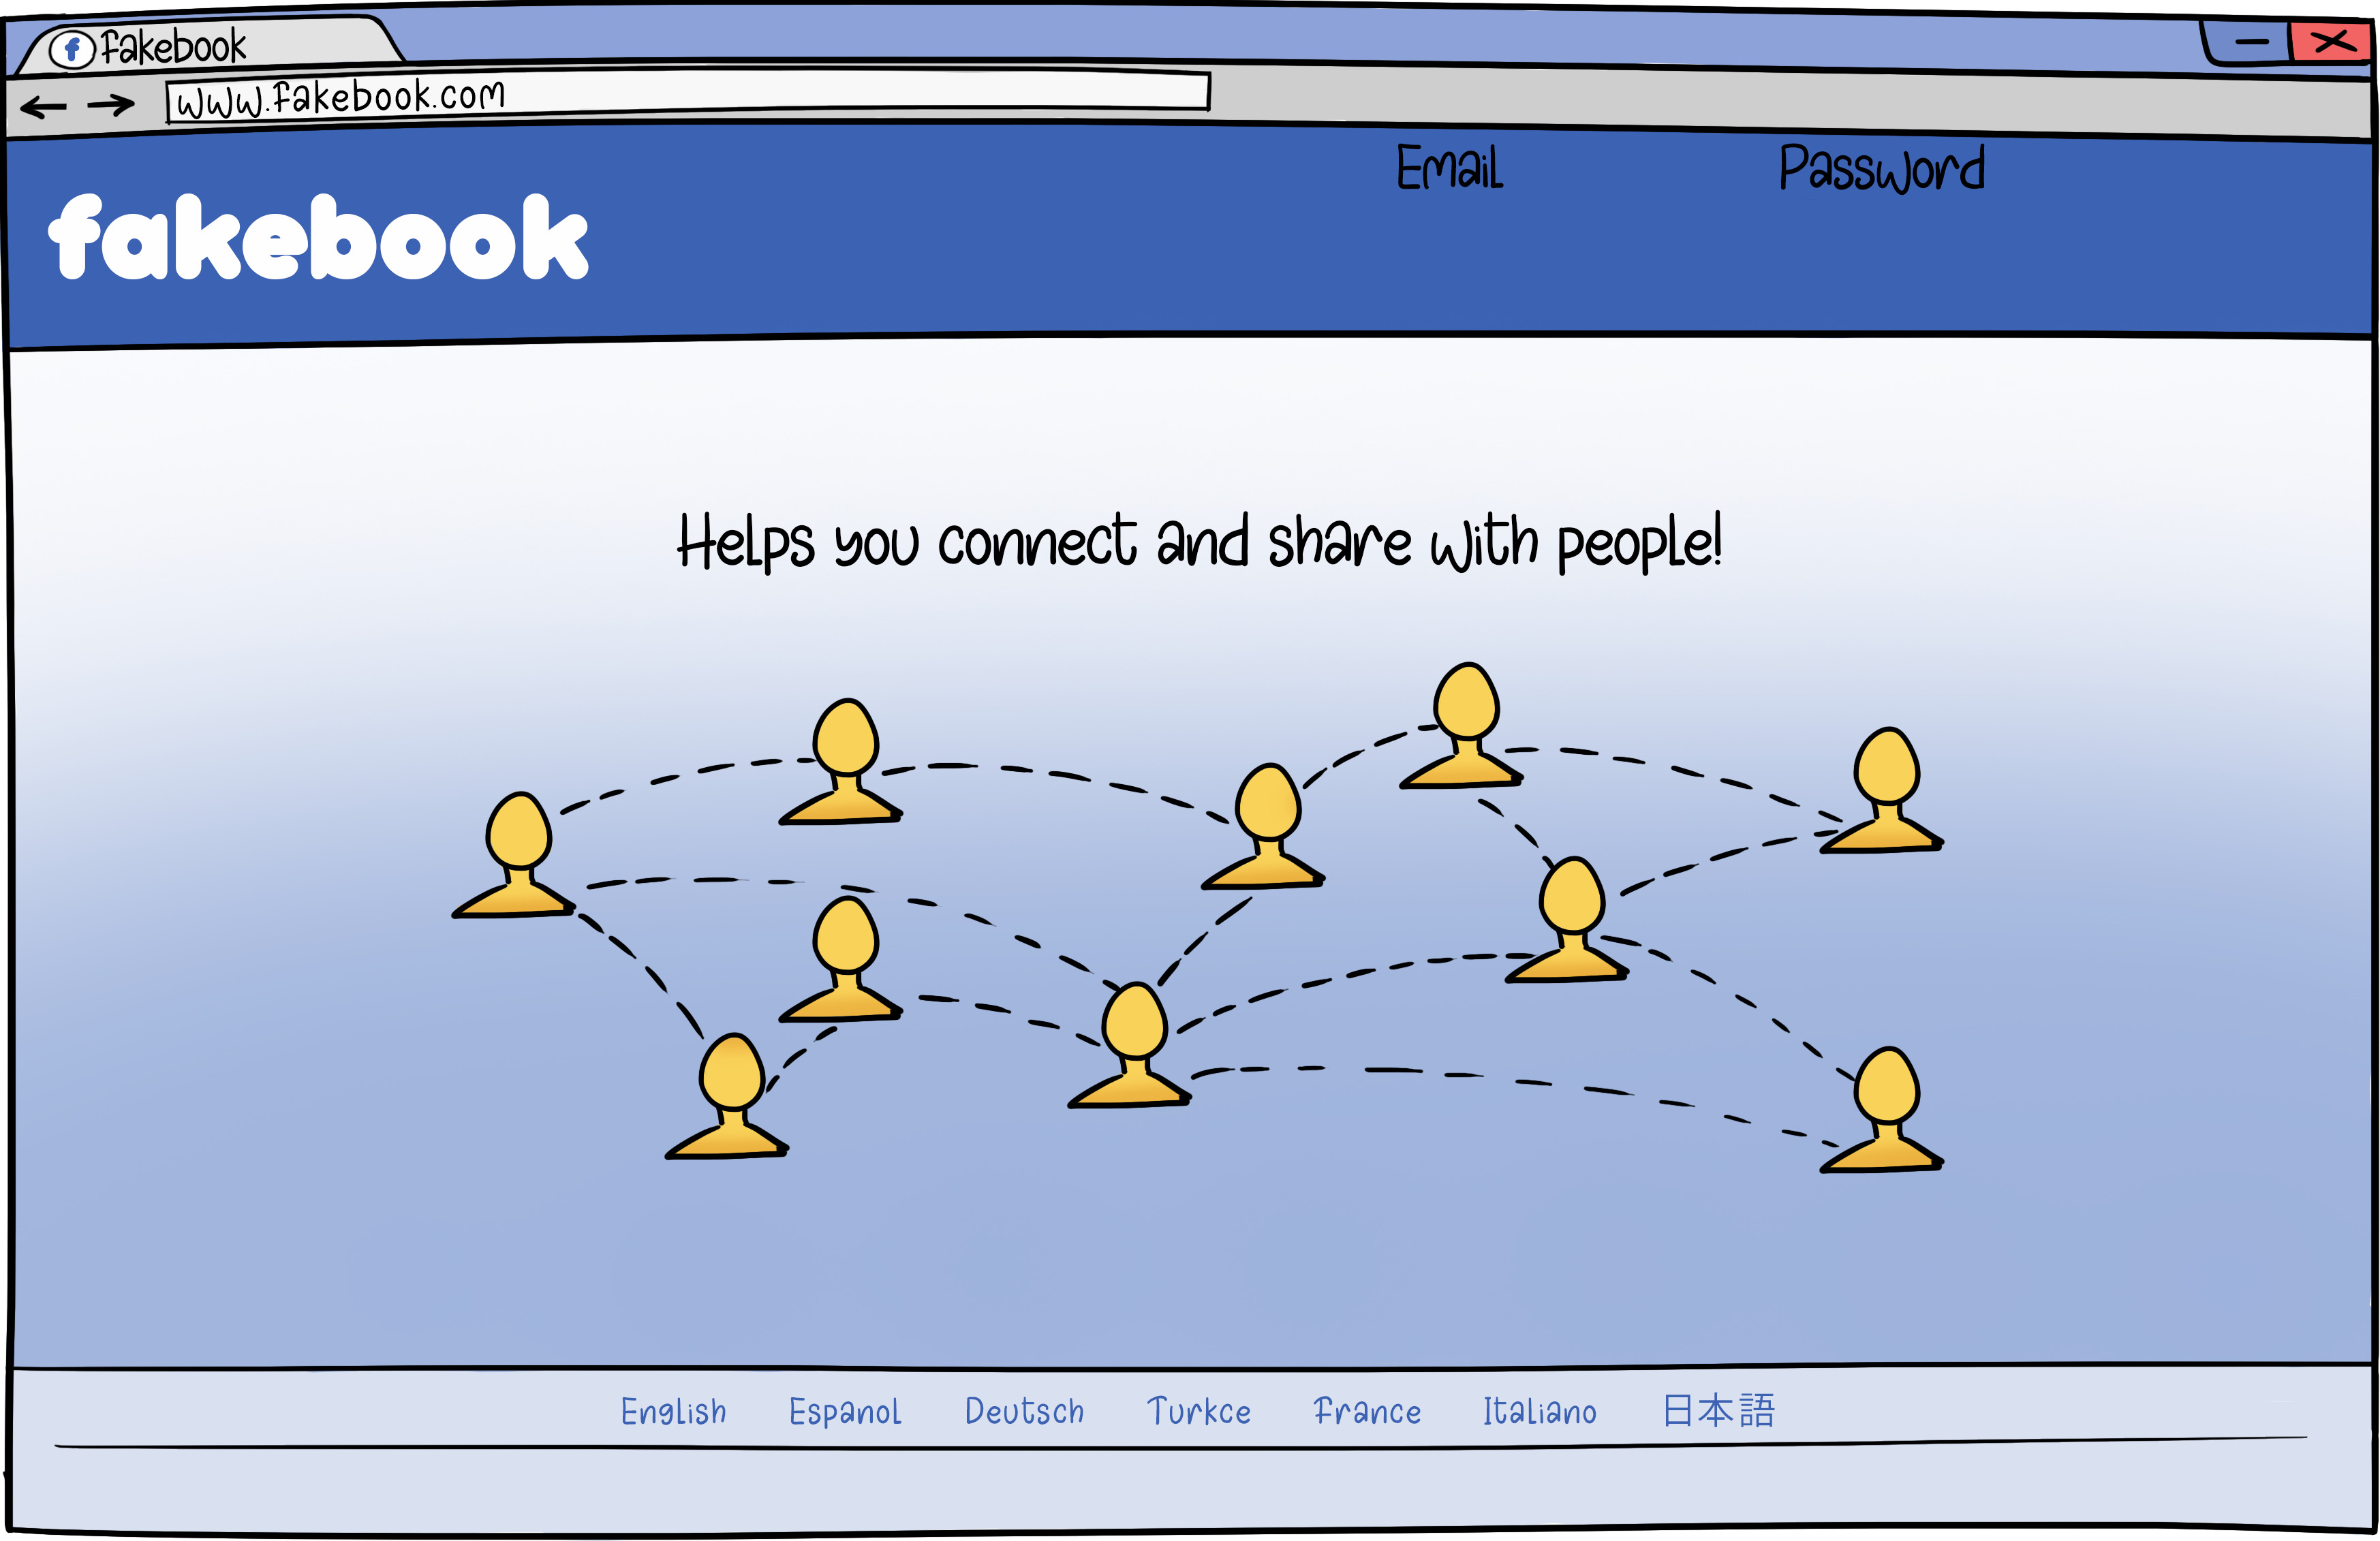 f fakebook
www.fakebook.com
Email Password
fakebook
Helps you connect and share with people!
English Espanol Deutsch Turkce france Italiano 日本語